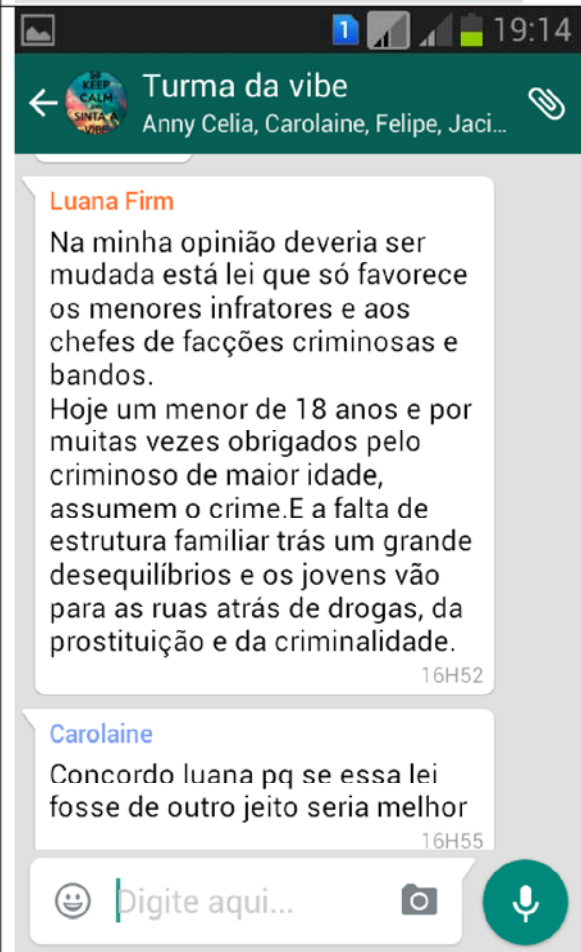 1
19:14
KEEP
CALM
SINTA A
VIBE
Turma da vibe
Anny Celia, Carolaine, Felipe, Jaci...
Luana Firm
Na minha opinião deveria ser
mudada está lei que só favorece
os menores infratores e aos
chefes de facções criminosas e
bandos.
Hoje um menor de 18 anos e por
muitas vezes obrigados pelo
criminoso de maior idade,
assumem o crime.E a falta de
estrutura familiar trás um grande
desequilíbrios e os jovens vão
para as ruas atrás de drogas, da
prostituição e da criminalidade.
16H52
Carolaine
Concordo luana pq se essa lei
fosse de outro jeito seria melhor
16H55
Digite aqui...